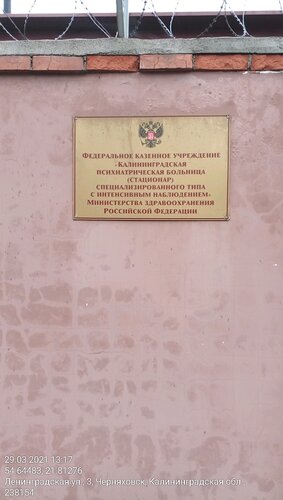 Федеральное казенное учреждение
«Калининградская
психиатрическая больница
(стационар)
специализированного типа
с интенсивным наблюдением»
Министерства здравоохранения
Российской Федерации
29.03.2021 13:17
54.64483, 21.81276
Ленинградская ул., 3, Черняховск, Калининградская обл.,
238154